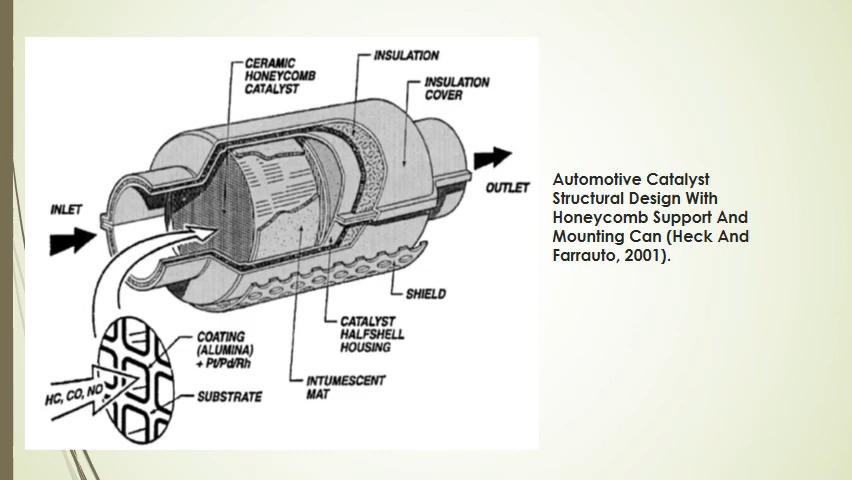 CERAMIC
HONEYCOMB
CATALYST
INSULATION
INSULATION
COVER
INLET
OUTLET
SHIELD
CATALYST
HALFSHELL
HOUSING
INTUMESCENT
MAT
COATING
(ALUMINA)
+ Pt/Pd/Rh
SUBSTRATE
HC, CO, NO
Automotive Catalyst
Structural Design With
Honeycomb Support And
Mounting Can (Heck And
Farrauto, 2001).